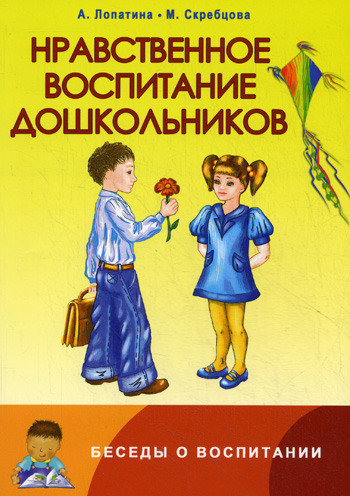 А. Лопатина • М. Скребцова
НРАВСТВЕННОЕ
ВОСПИТАНИЕ
ДОШКОЛЬНИКОВ
БЕСЕДЫ О ВОСПИТАНИИ